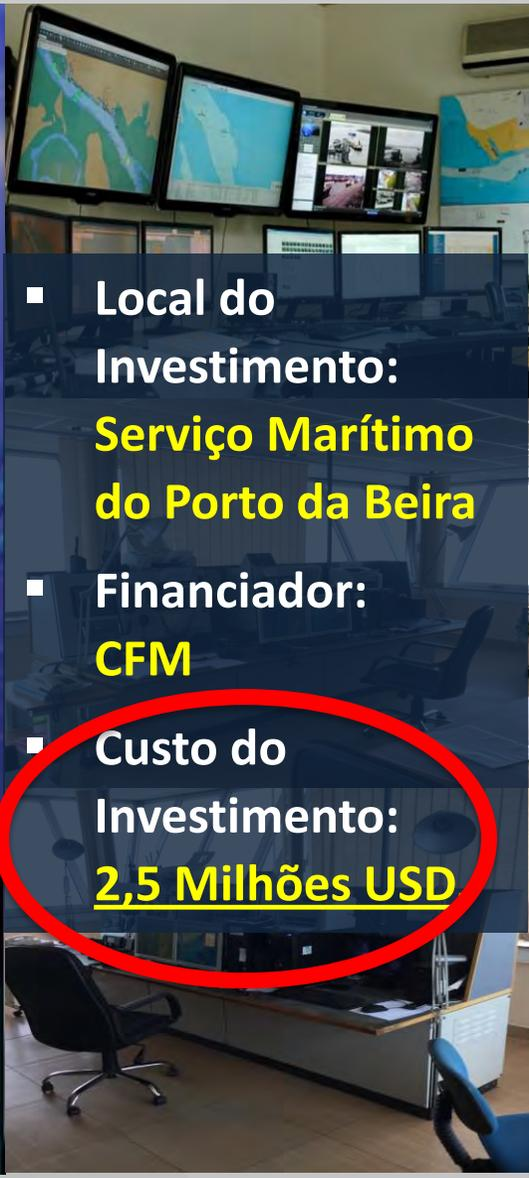 Local do
Investimento:
Serviço Marítimo
do Porto da Beira
Financiador:
CFM
Custo do
Investimento:
2,5 Milhões USD